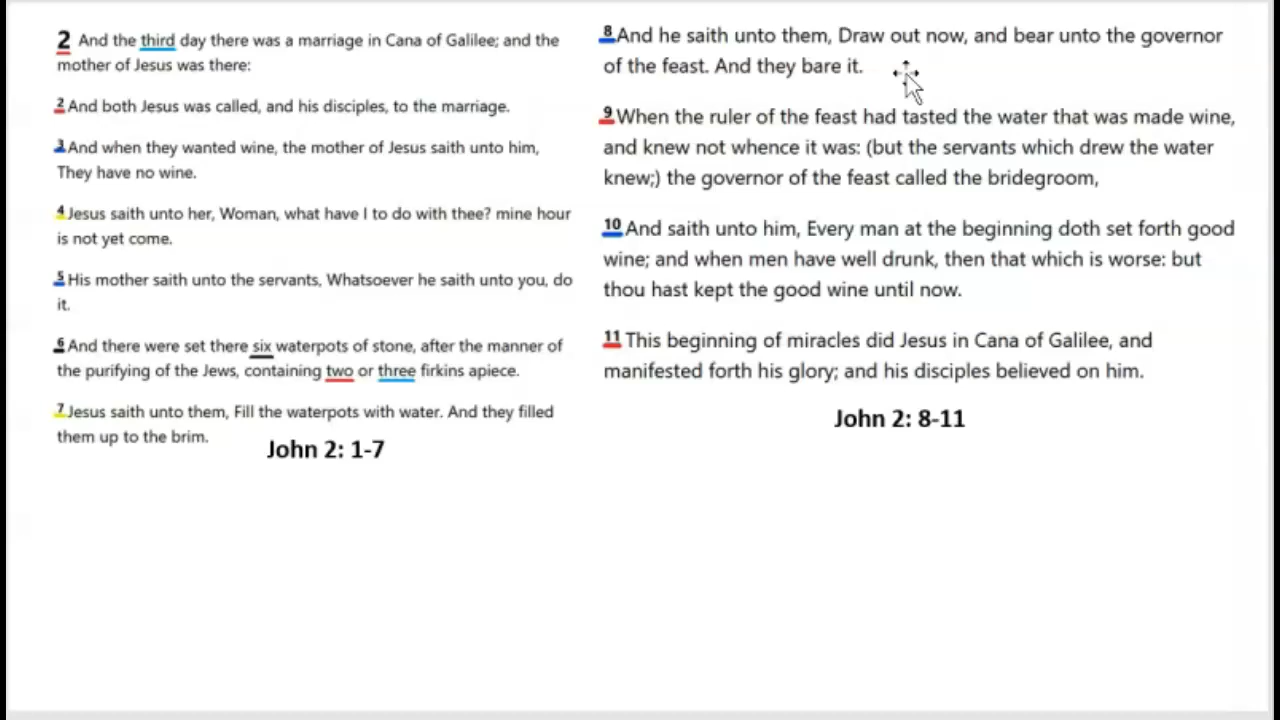 2 And the third day there was a marriage in Cana of Galilee; and the
mother of Jesus was there:
2 And both Jesus was called, and his disciples, to the marriage.
3 And when they wanted wine, the mother of Jesus saith unto him,
They have no wine.
4 Jesus saith unto her, Woman, what have I to do with thee? mine hour
is not yet come.
5 His mother saith unto the servants, Whatsoever he saith unto you, do
it.
6 And there were set there six waterpots of stone, after the manner of
the purifying of the Jews, containing two or three firkins apiece.
7 Jesus saith unto them, Fill the waterpots with water. And they filled
them up to the brim.
John 2: 1-7
8 And he saith unto them, Draw out now, and bear unto the governor
of the feast. And they bare it.
9 When the ruler of the feast had tasted the water that was made wine,
and knew not whence it was: (but the servants which drew the water
knew;) the governor of the feast called the bridegroom,
10 And saith unto him, Every man at the beginning doth set forth good
wine; and when men have well drunk, then that which is worse: but
thou hast kept the good wine until now.
11 This beginning of miracles did Jesus in Cana of Galilee, and
manifested forth his glory; and his disciples believed on him.
John 2: 8-11